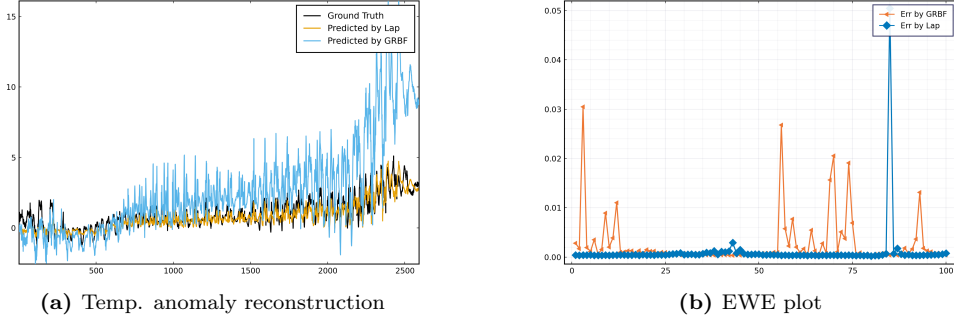 15
10
5
0
500
1000
1500
2000
2500
Ground Truth
Predicted by Lap
Predicted by GRBF
(a) Temp. anomaly reconstruction
0.05
0.04
0.03
0.02
0.01
0.00
0
25
50
75
100
Err by GRBF
Err by Lap
(b) EWE plot